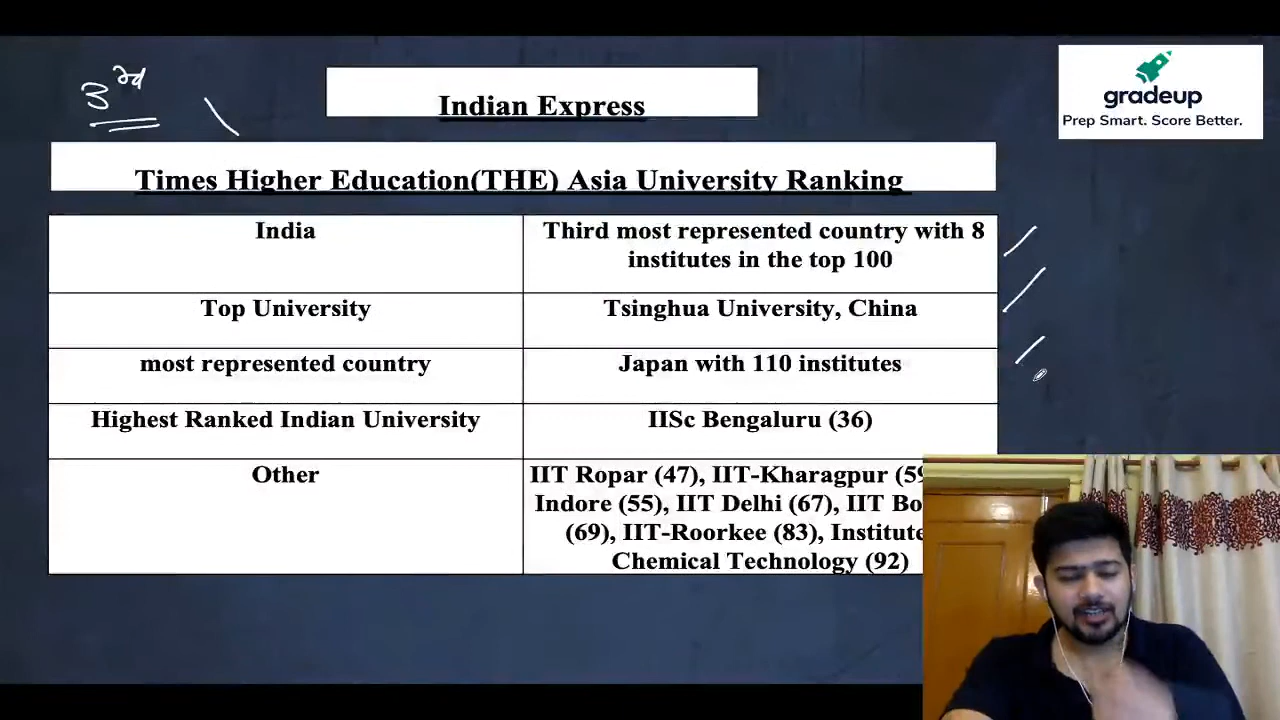 3rd
Indian Express
gradeup
Prep Smart. Score Better.
Times Higher Education(THE) Asia University Ranking
India
Third most represented country with 8
institutes in the top 100
Top University
Tsinghua University, China
most represented country
Japan with 110 institutes
Highest Ranked Indian University
IISc Bengaluru (36)
Other
IIT Ropar (47), IIT-Kharagpur (59
Indore (55), IIT Delhi (67), IIT Bo
(69), IIT-Roorkee (83), Institute
Chemical Technology (92)